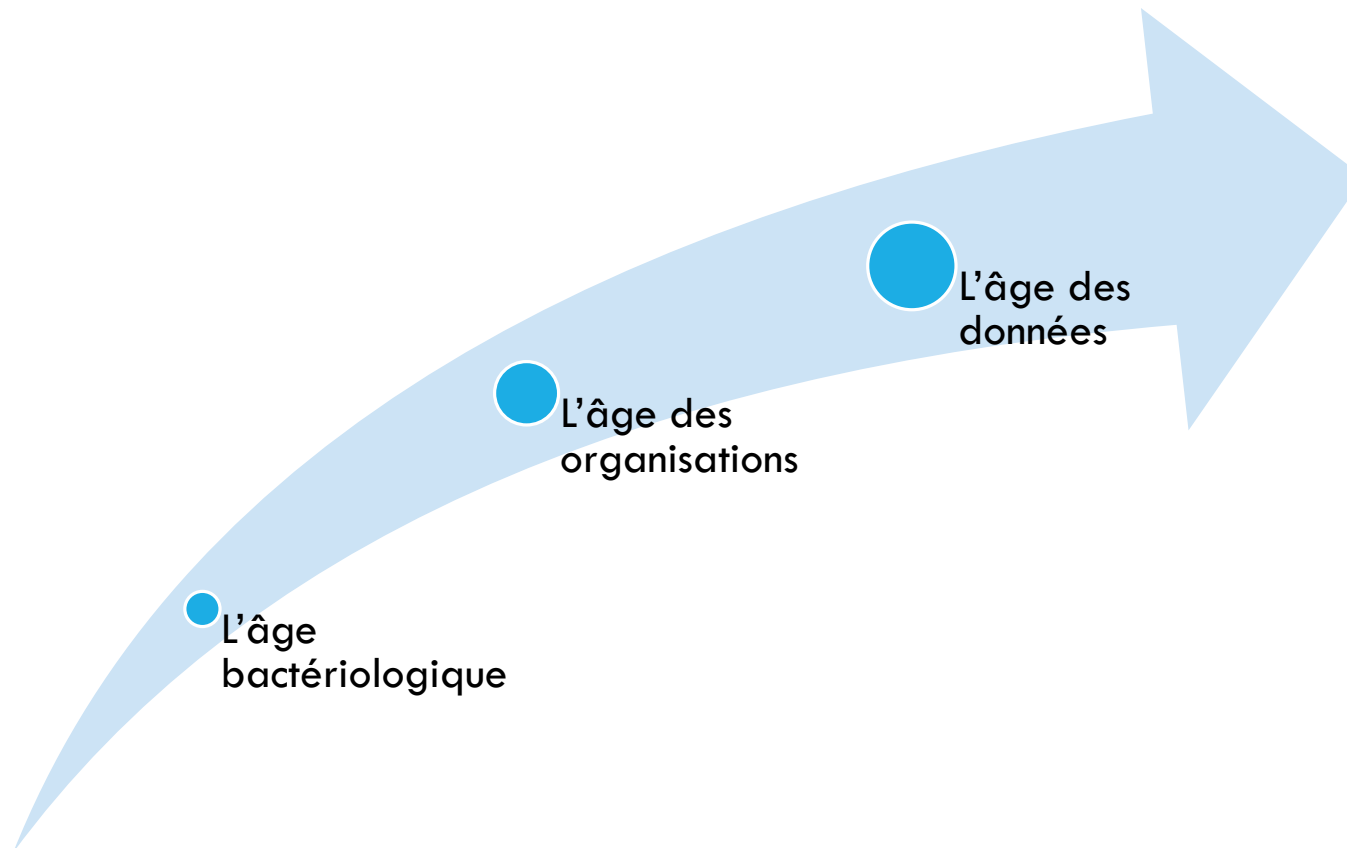 L’âge des
données
L’âge des
organisations
L’âge
bactériologique